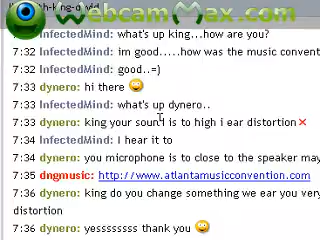 WebcamMax.com
InfectedMind: what's up king...how are you?
7:32 InfectedMind: im good.....how was the music convent
7:32 InfectedMind: good..=)
7:33 dynero: hi there
7:33 InfectedMind: what's up dynero..
7:33 dynero: king your sound is to high i ear distortion
7:34 InfectedMind: I hear it to
7:34 dynero: you microphone is to close to the speaker may
7:35 dngmusic: http://www.atlantamusicconvention.com
7:36 dynero: king do you change something we ear you very
distortion
7:36 dynero: yesssssssss thank you